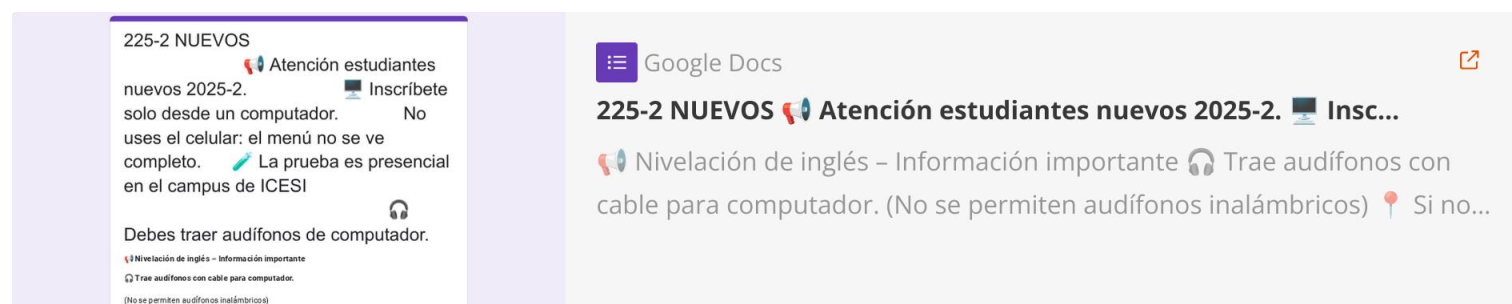 225-2 NUEVOS
📢 Atención estudiantes
nuevos 2025-2. 🖥️ Inscríbete
solo desde un computador. No
uses el celular: el menú no se ve
completo. 🧪 La prueba es presencial
en el campus de ICESI
🎧
Debes traer audífonos de computador.
📢 Nivelación de inglés – Información importante
🎧 Trae audífonos con cable para computador.
(No se permiten audífonos inalámbricos)
Google Docs
225-2 NUEVOS 📢 Atención estudiantes nuevos 2025-2. 🖥️ Insc...
📢 Nivelación de inglés – Información importante 🎧 Trae audífonos con
cable para computador. (No se permiten audífonos inalámbricos) 📍 Si no...